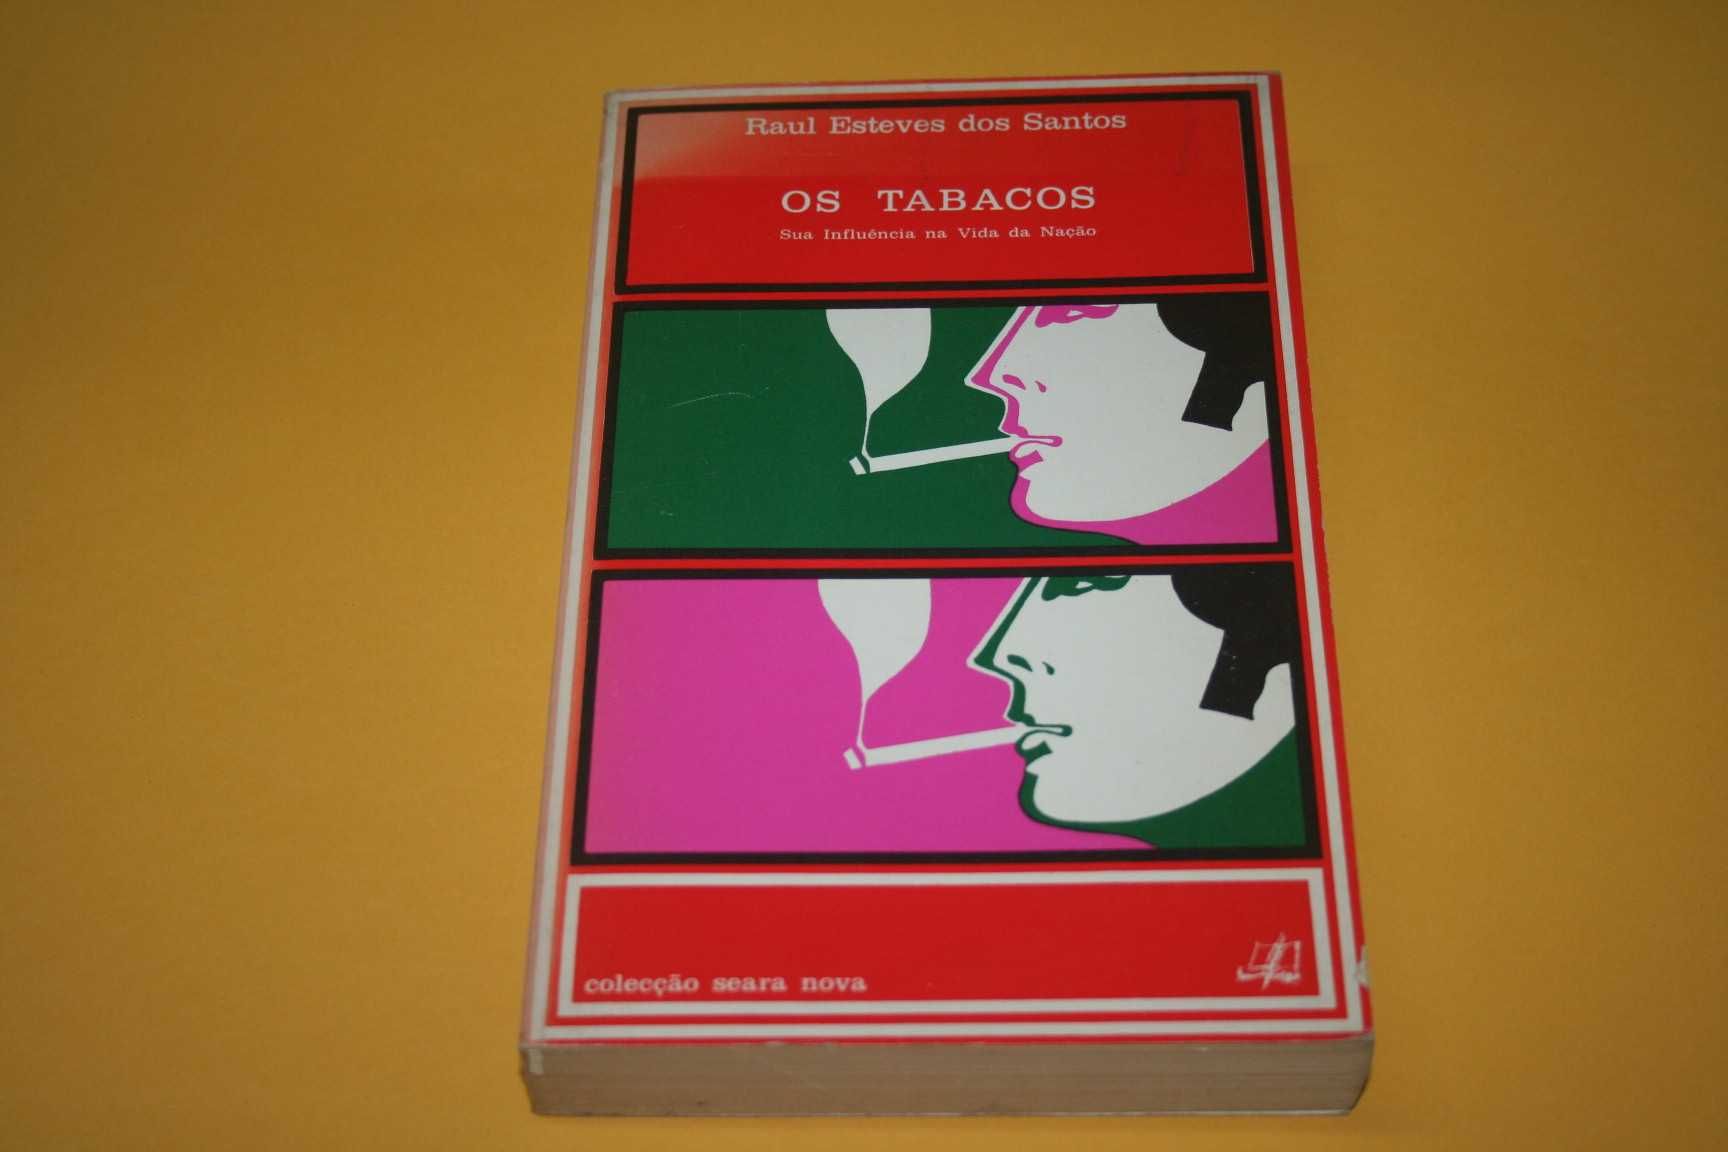 Raul Esteves dos Santos
OS TABACOS
Sua Influência na Vida da Nação
colecção seara nova